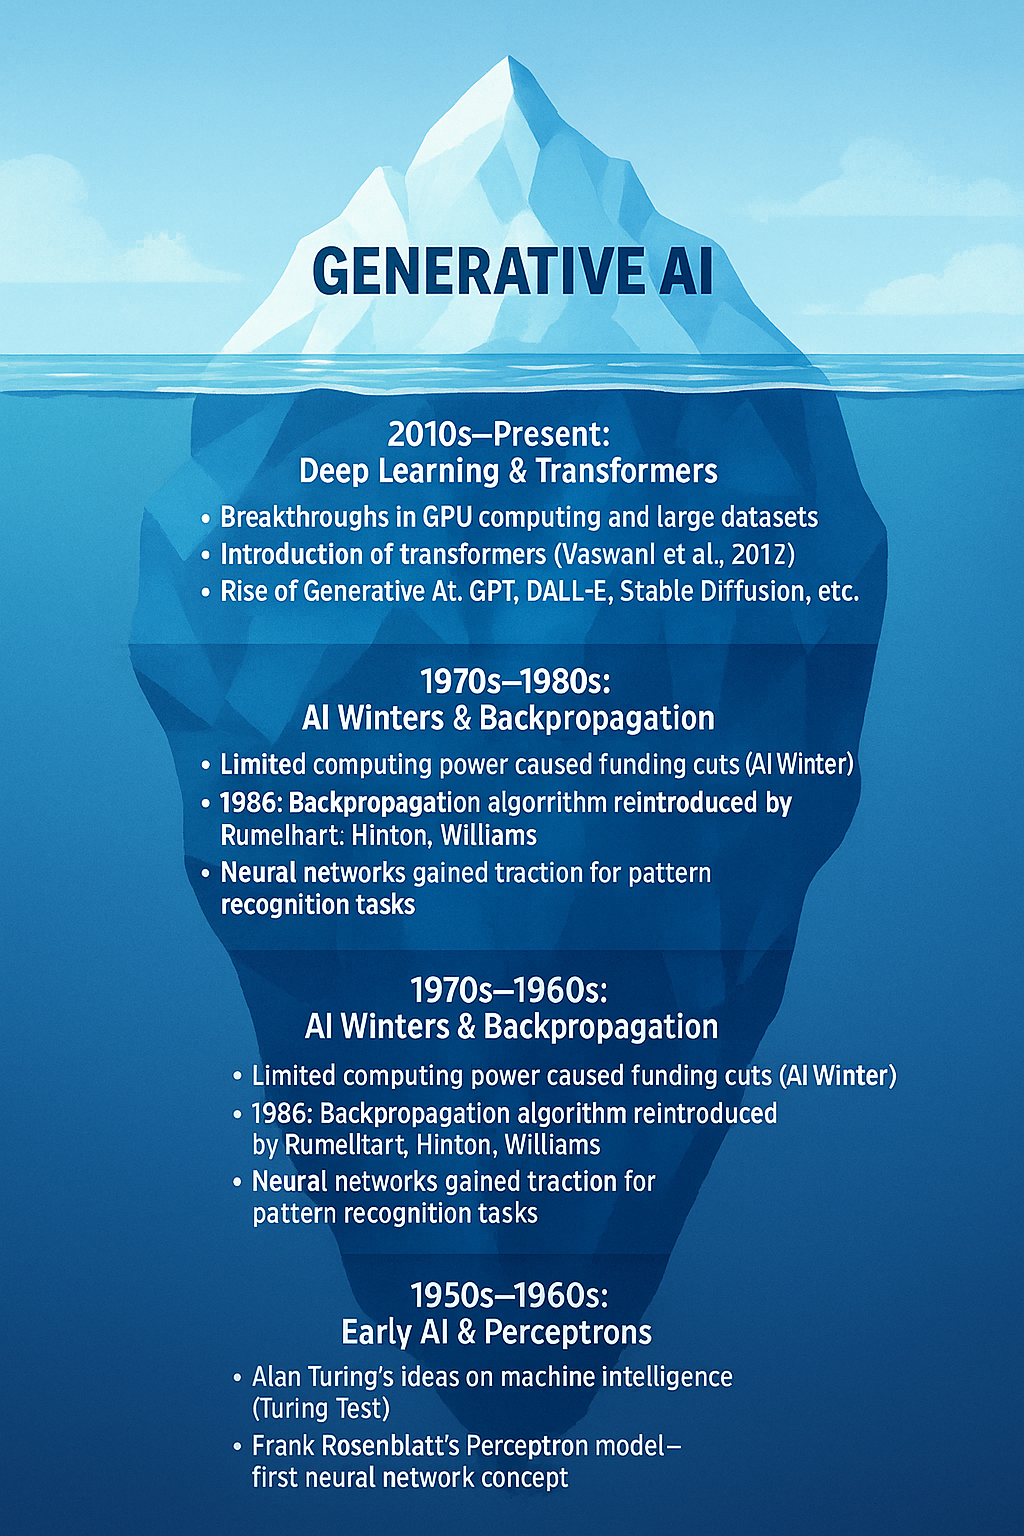 GENERATIVE AI
2010s—Present:
Deep Learning & Transformers
• Breakthroughs in GPU computing and large datasets
• Introduction of transformers (Vaswanl et al., 2012)
• Rise of Generative At. GPT, DALL-E, Stable Diffusion, etc.
1970s—1980s:
AI Winters & Backpropagation
• Limited computing power caused funding cuts (AI Winter)
• 1986: Backpropagation algorrithm reintroduced by
Rumelhart: Hinton, Williams
• Neural networks gained traction for pattern
recognition tasks
1970s—1960s:
AI Winters & Backpropagation
• Limited computing power caused funding cuts (AI Winter)
• 1986: Backpropagation algorithm reintroduced
by Rumelltart, Hinton, Williams
• Neural networks gained traction for
pattern recognition tasks
1950s—1960s:
Early AI & Perceptrons
• Alan Turing's ideas on machine intelligence
(Turing Test)
• Frank Rosenblatt's Perceptron model—
first neural network concept